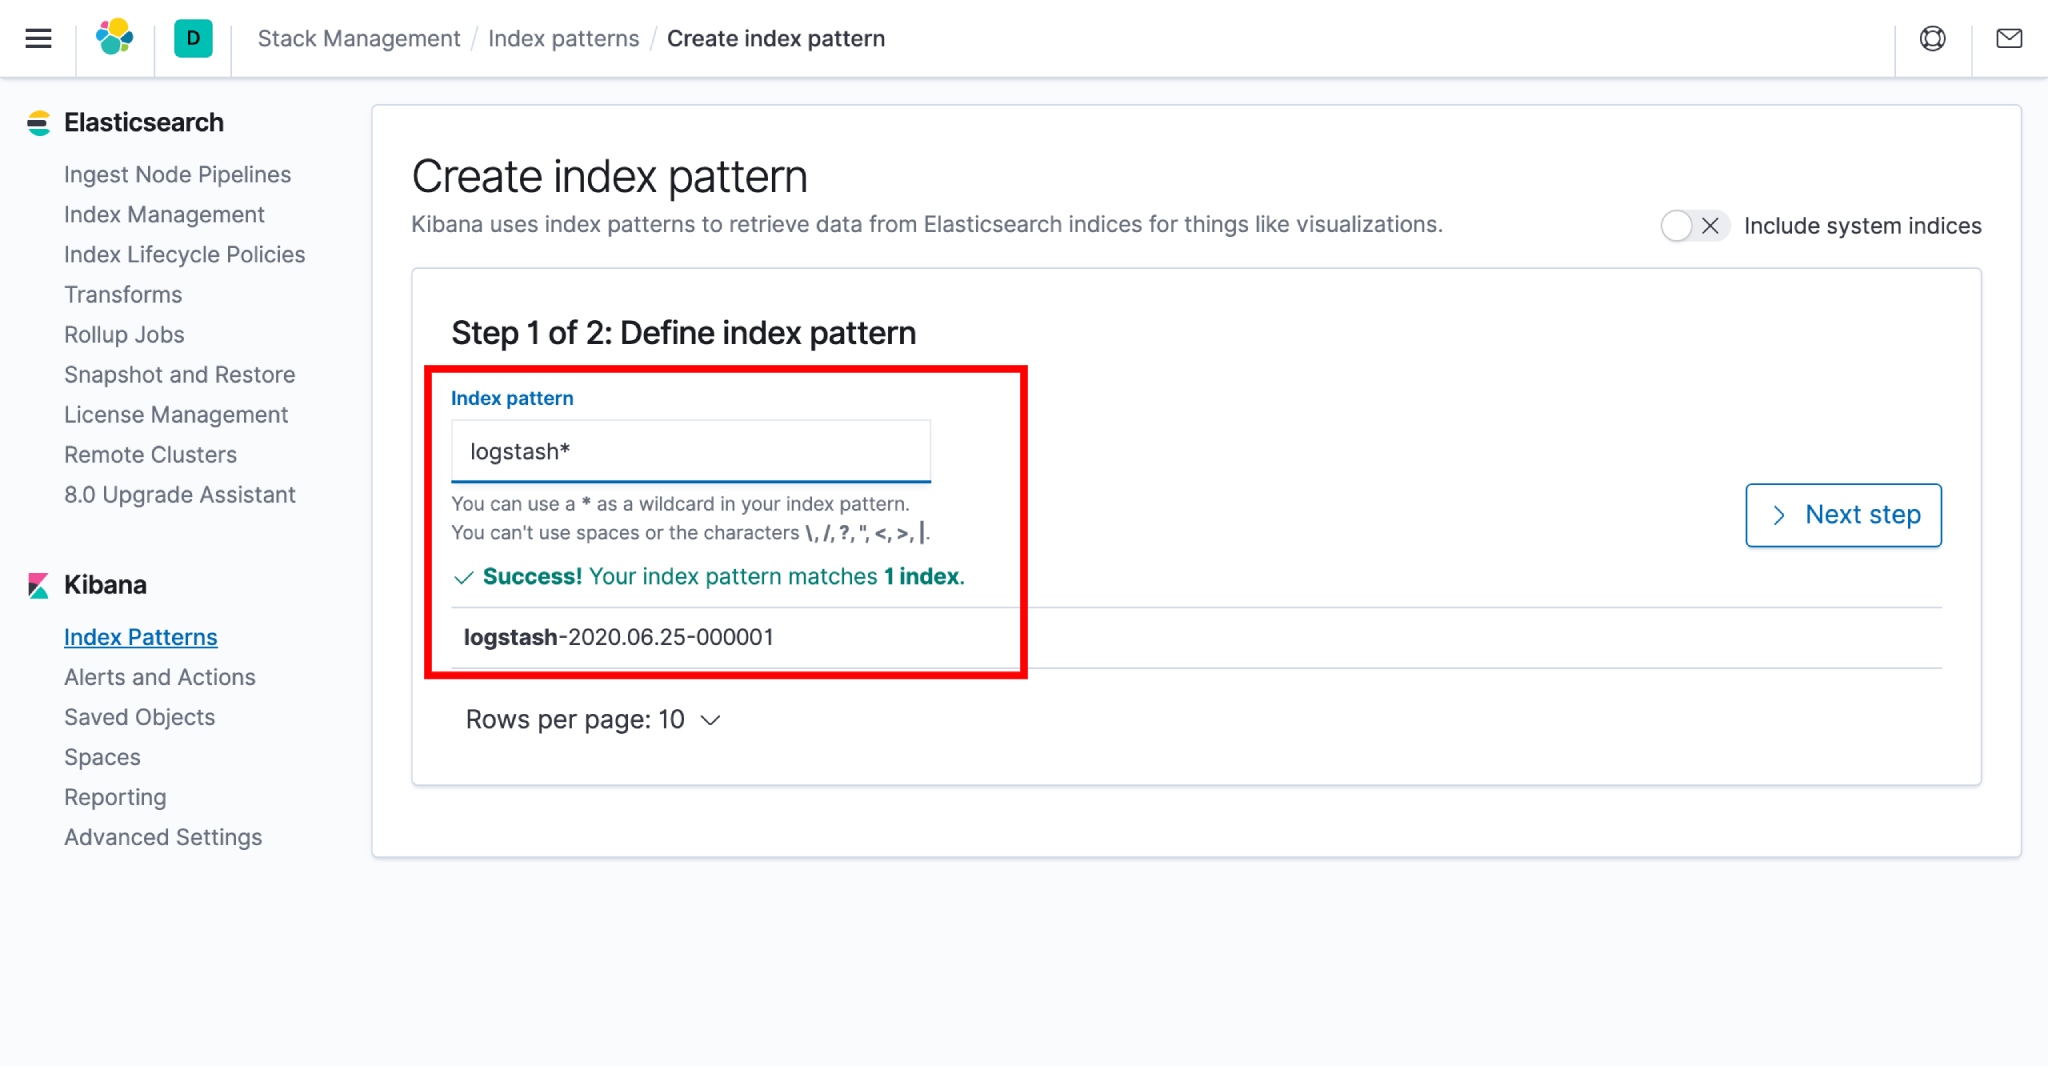 D
Stack Management / Index patterns / Create index pattern
Elasticsearch
Ingest Node Pipelines
Index Management
Index Lifecycle Policies
Transforms
Rollup Jobs
Snapshot and Restore
License Management
Remote Clusters
8.0 Upgrade Assistant
Kibana
Index Patterns
Alerts and Actions
Saved Objects
Spaces
Reporting
Advanced Settings
Create index pattern
Kibana uses index patterns to retrieve data from Elasticsearch indices for things like visualizations.
Include system indices
Step 1 of 2: Define index pattern
Index pattern
logstash*
You can use a * as a wildcard in your index pattern.
You can't use spaces or the characters \, /, ?, ", <, >, |.
Success! Your index pattern matches 1 index.
Next step
logstash-2020.06.25-000001
Rows per page: 10